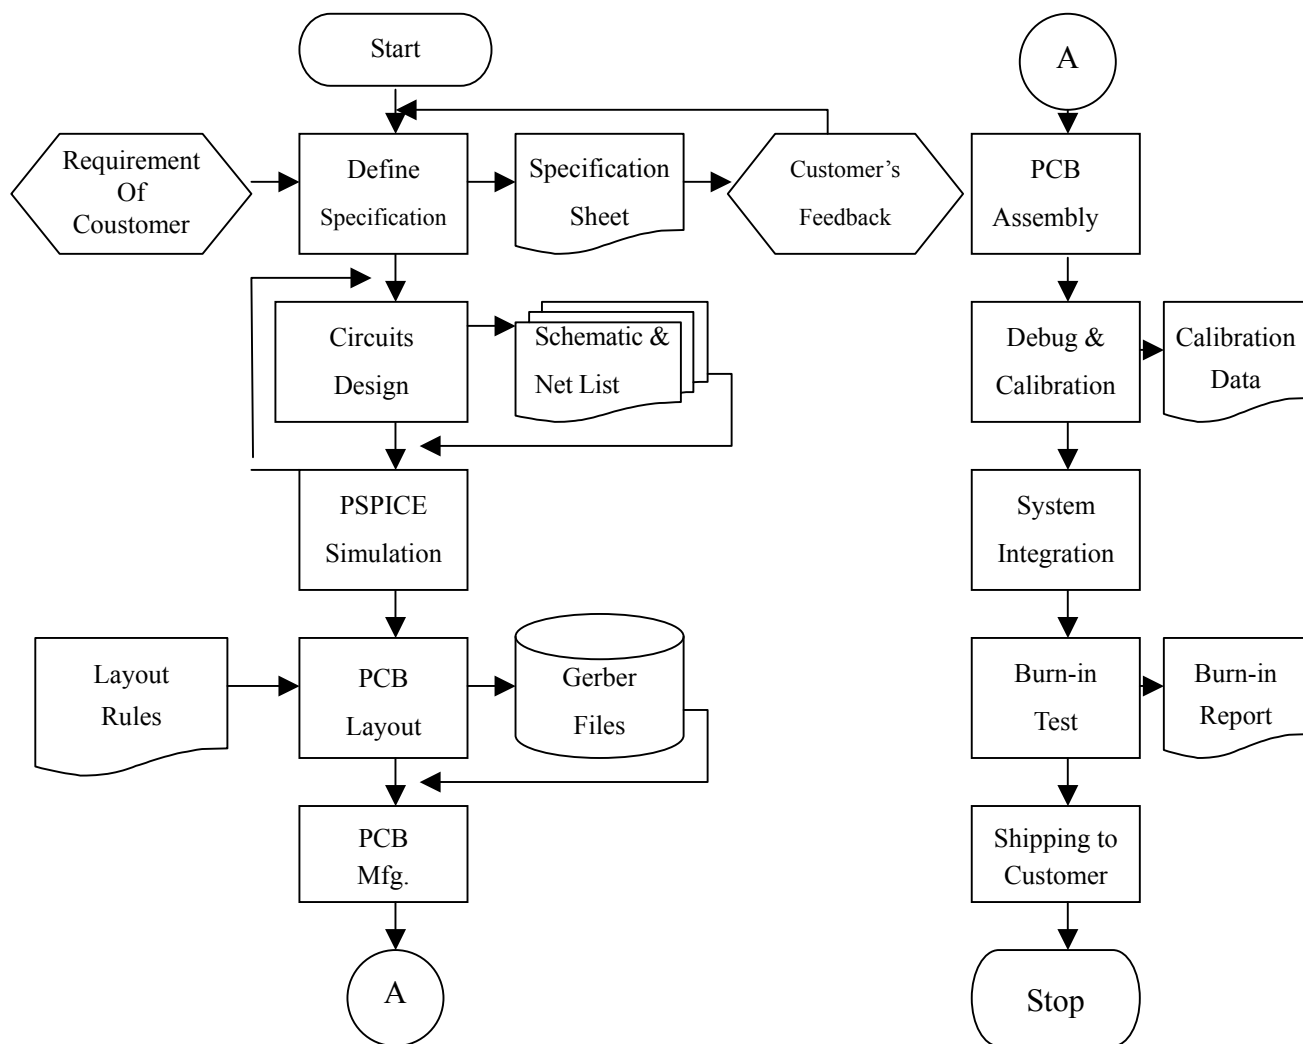 Start
Requirement
Of
Coustomer
Define
Specification
Specification
Sheet
Customer’s
Feedback
Circuits
Design
Schematic &
Net List
PSPICE
Simulation
Layout
Rules
PCB
Layout
Gerber
Files
PCB
Mfg.
A
A
PCB
Assembly
Debug &
Calibration
Calibration
Data
System
Integration
Burn-in
Test
Burn-in
Report
Shipping to
Customer
Stop